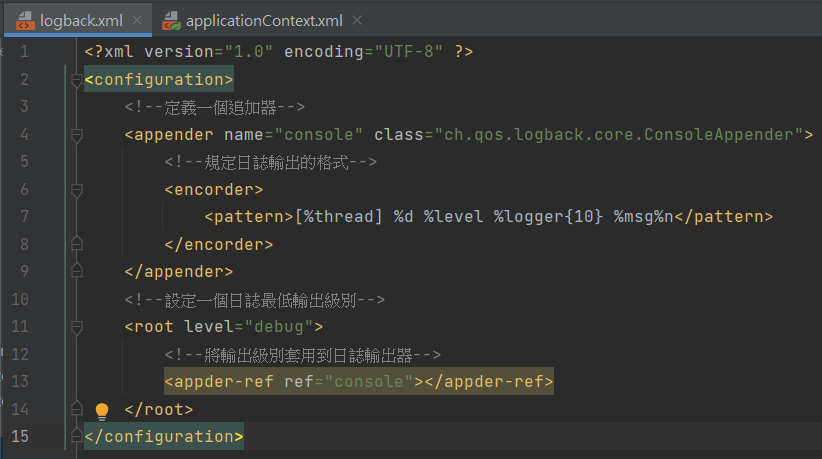 logback.xml applicationContext.xml
1 <?xml version="1.0" encoding="UTF-8" ?>
2 <configuration>
3 <!--定義一個追加器-->
4 <appender name="console" class="ch.qos.logback.core.ConsoleAppender">
5 <!--規定日誌輸出的格式-->
6 <encorder>
7 <pattern>[%thread] %d %level %logger{10} %msg%n</pattern>
8 </encorder>
9 </appender>
10 <!--設定一個日誌最低輸出級別-->
11 <root level="debug">
12 <!--將輸出級別套用到日誌輸出器-->
13 <appder-ref ref="console"></appder-ref>
14 </root>
15 </configuration>